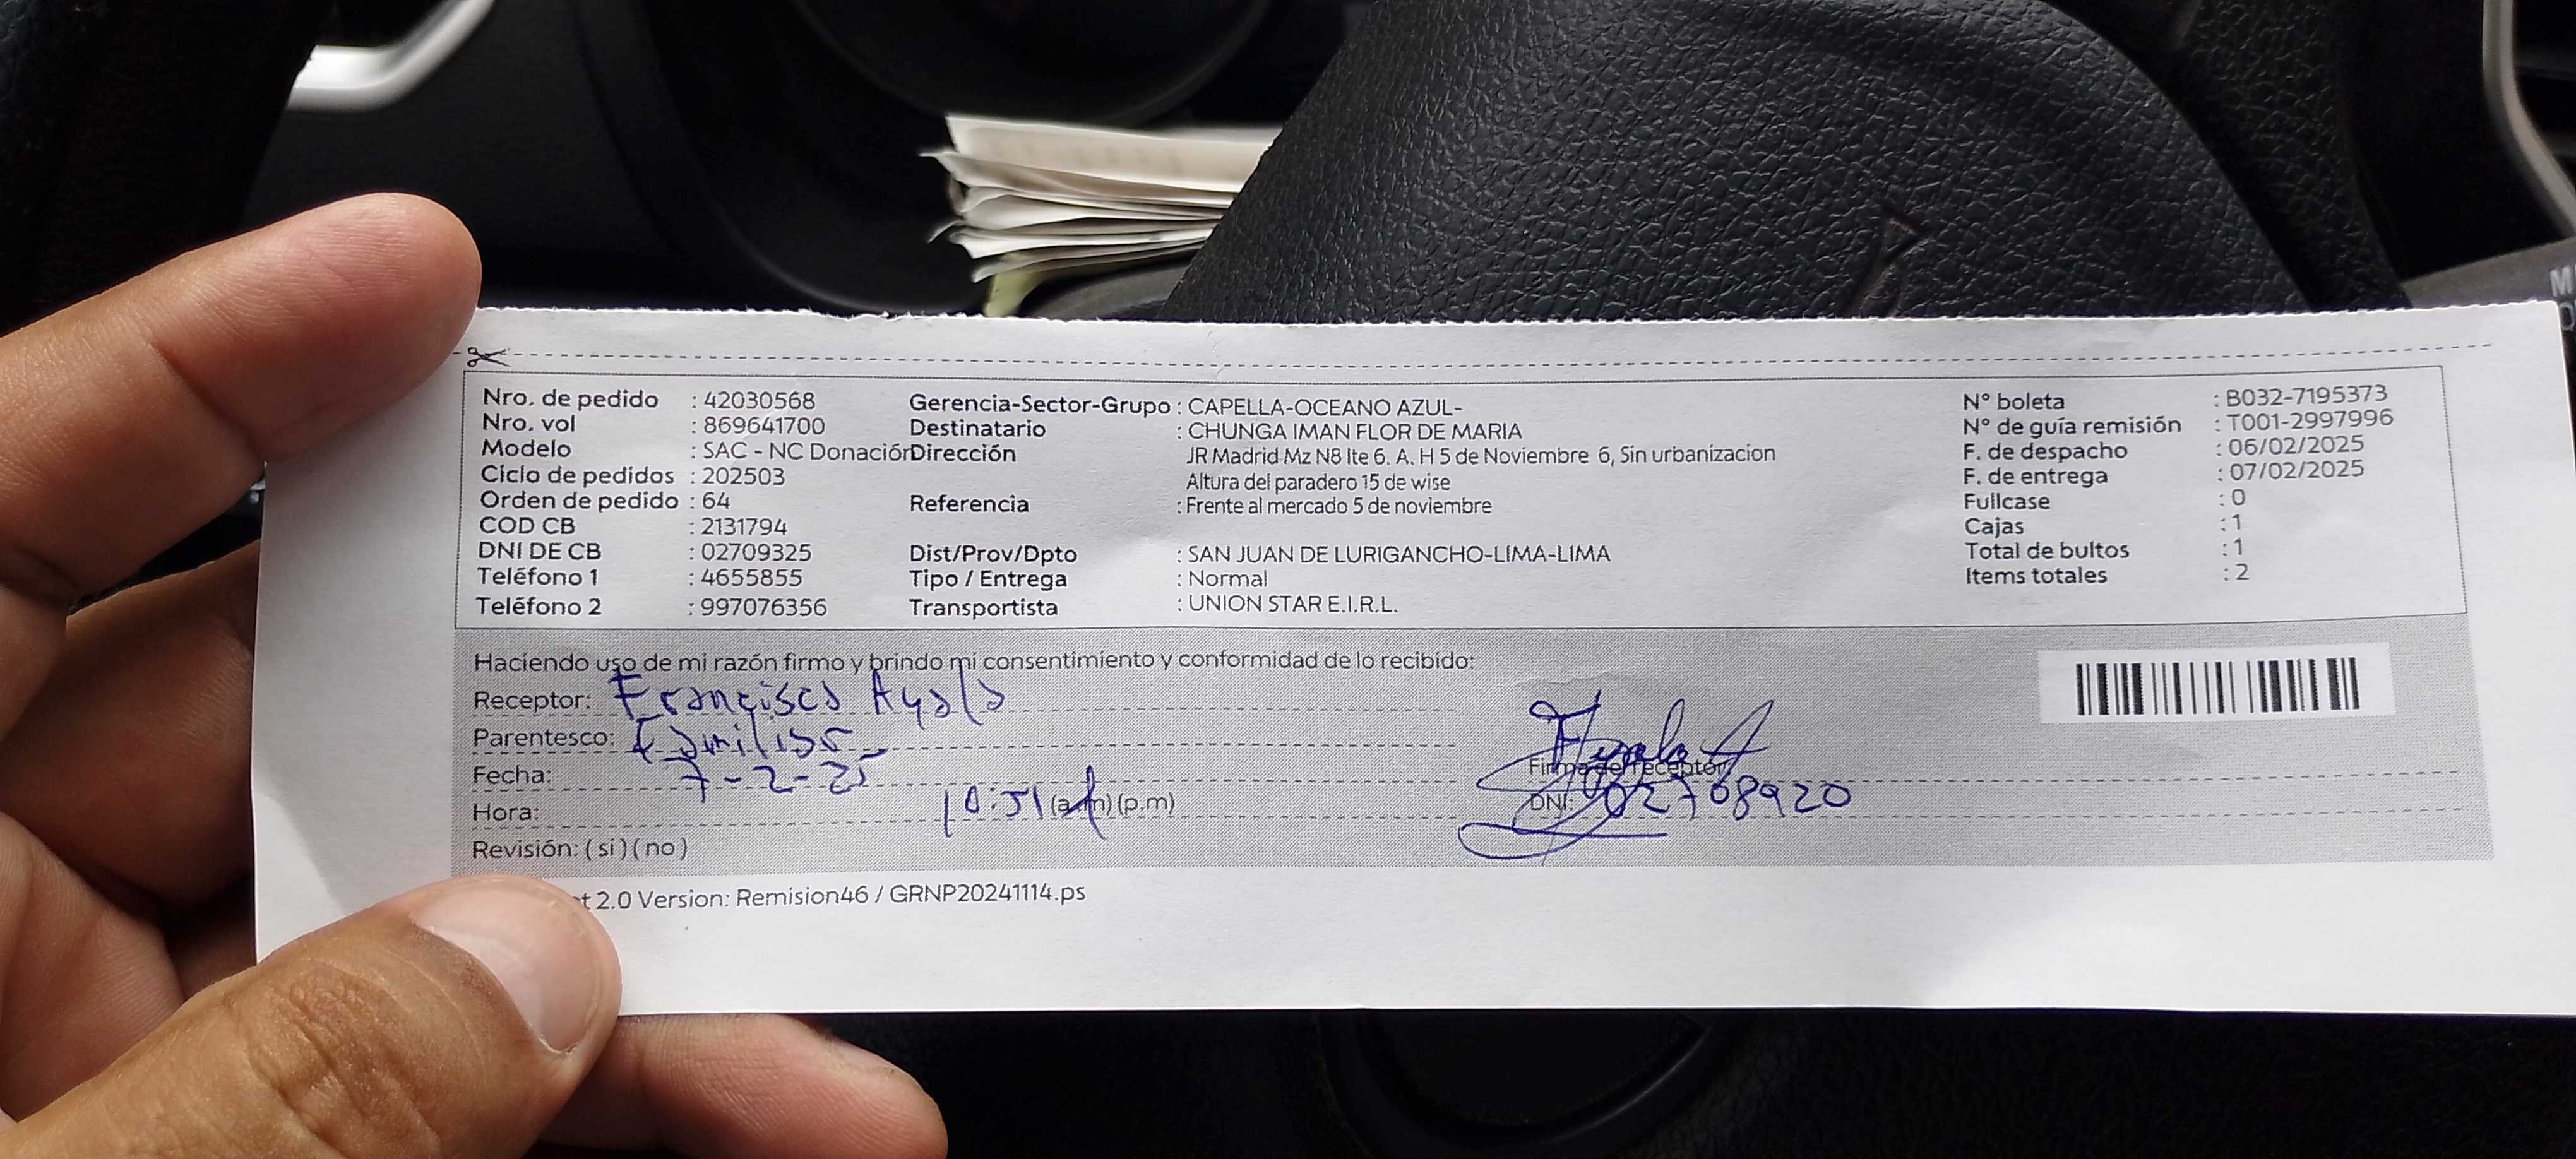 Nro. de pedido : 42030568
Nro. vol : 869641700
Modelo : SAC - NC Donación
Ciclo de pedidos : 202503
Orden de pedido : 64
COD CB : 2131794
DNI DE CB : 02709325
Teléfono 1 : 4655855
Teléfono 2 : 997076356
Gerencia-Sector-Grupo : CAPELLA-OCEANO AZUL-
Destinatario : CHUNGA IMAN FLOR DE MARIA
Dirección JR Madrid Mz N8 lte 6. A. H 5 de Noviembre 6, Sin urbanizacion
Altura del paradero 15 de wise
Referencia : Frente al mercado 5 de noviembre
Dist/Prov/Dpto : SAN JUAN DE LURIGANCHO-LIMA-LIMA
Tipo / Entrega : Normal
Transportista : UNION STAR E.I.R.L.
N° boleta : B032-7195373
N° de guía remisión : T001-2997996
F. de despacho : 06/02/2025
F. de entrega : 07/02/2025
Fullcase : 0
Cajas : 1
Total de bultos : 1
Items totales : 2
Haciendo uso de mi razón firmo y brindo mi consentimiento y conformidad de lo recibido:
Receptor: Francisco Ayala
Parentesco: Familiar
Fecha: 7-2-25
Hora: 10:51 (a.m) (p.m)
Revisión: ( si ) ( no )
Firma del receptor
DNI: 02768920
2.0 Version: Remision46 / GRNP20241114.ps